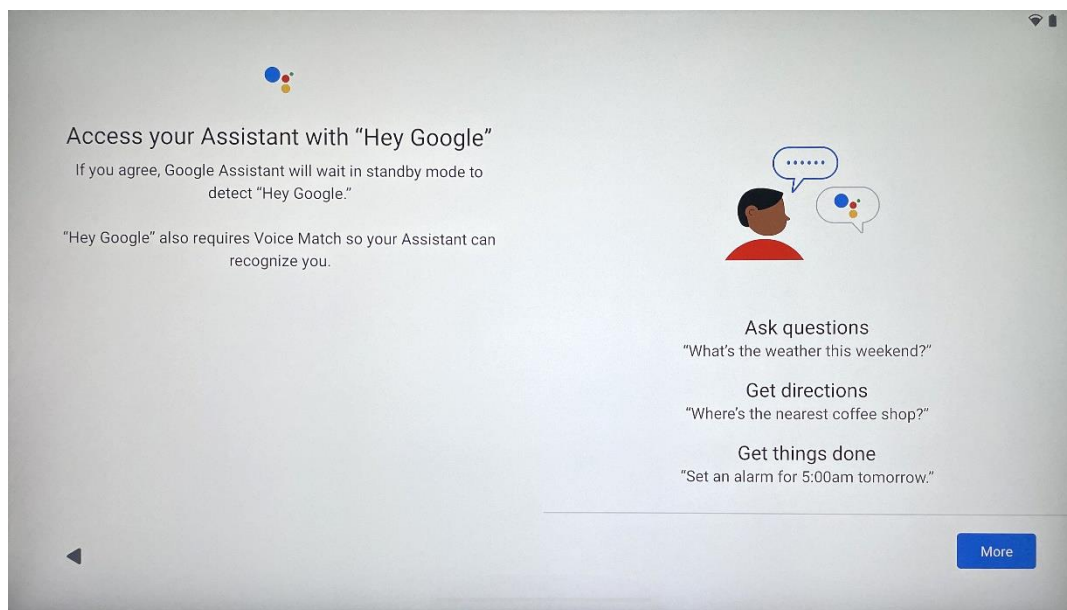 Access your Assistant with “Hey Google”
If you agree, Google Assistant will wait in standby mode to
detect “Hey Google.”
“Hey Google” also requires Voice Match so your Assistant can
recognize you.
Ask questions
“What’s the weather this weekend?”
Get directions
“Where’s the nearest coffee shop?”
Get things done
“Set an alarm for 5:00am tomorrow.”
More